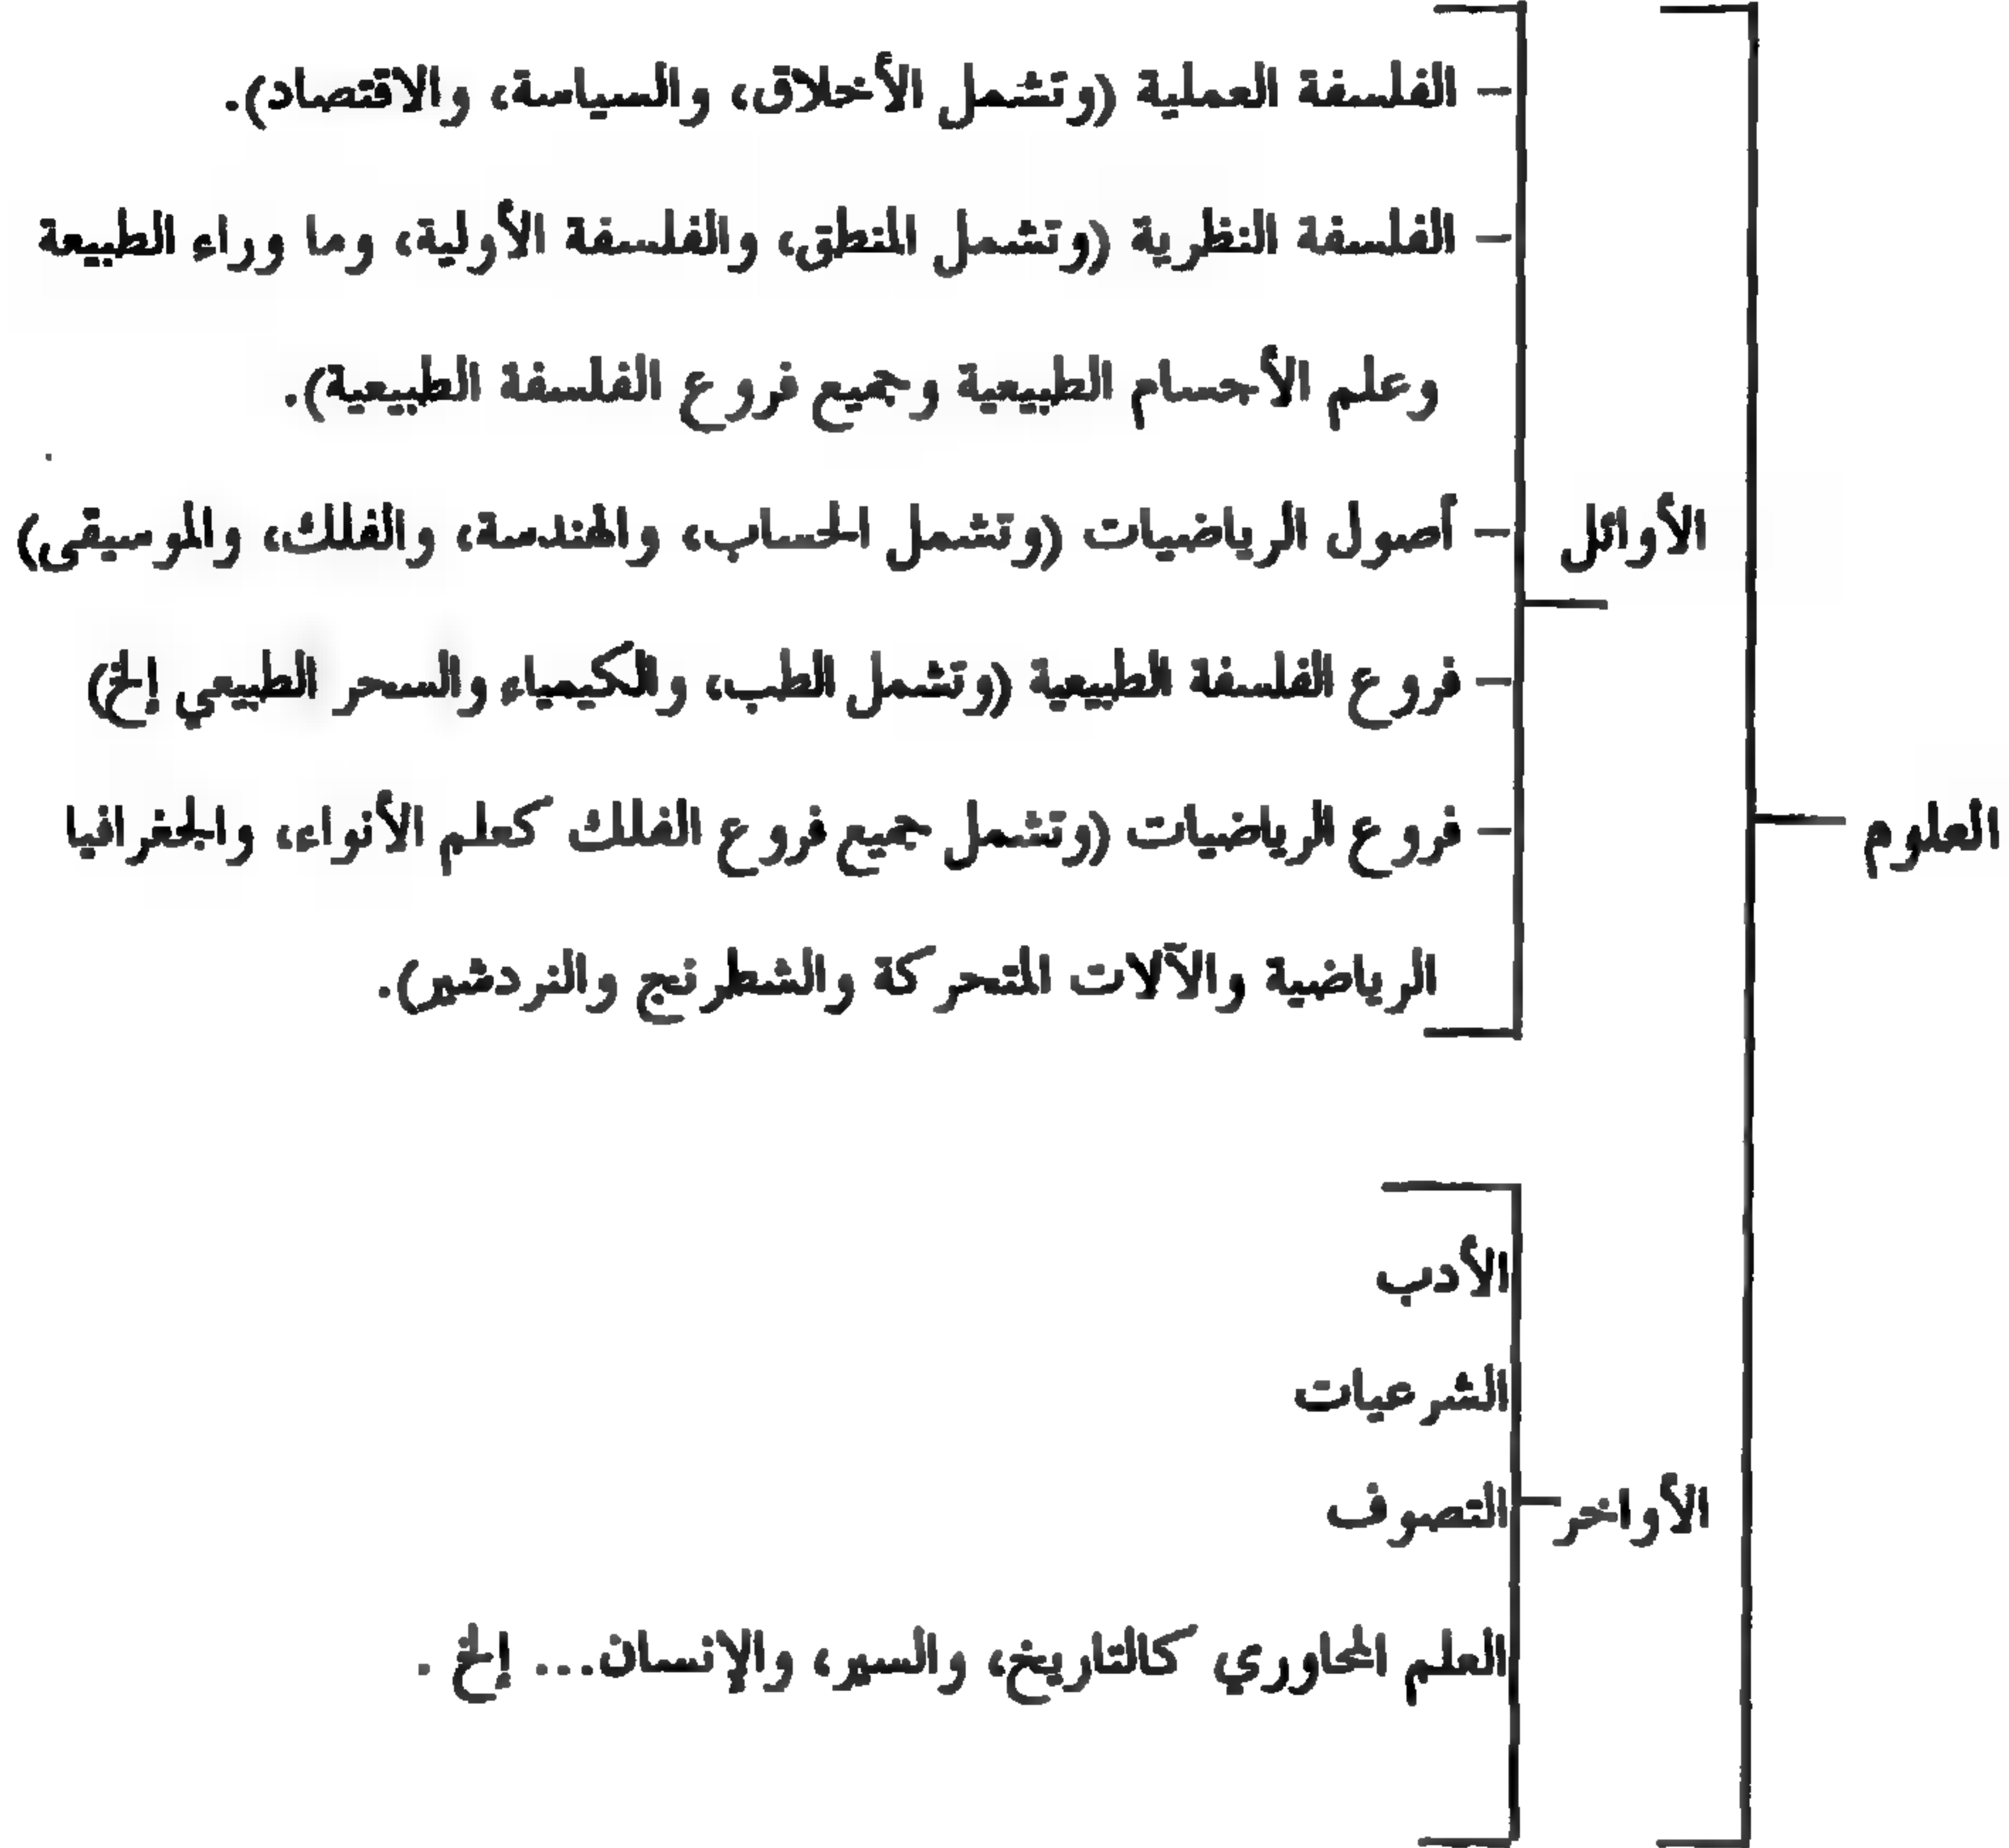 العلوم
الأوائل
– الفلسفة العملية (وتشمل الأخلاق، والسياسة، والاقتصاد).
– الفلسفة النظرية (وتشمل المنطق، والفلسفة الأولية، وما وراء الطبيعة
وعلم الأجسام الطبيعية وجميع فروع الفلسفة الطبيعية).
– أصول الرياضيات (وتشمل الحساب، والهندسة، والفلك، والموسيقى)
– فروع الفلسفة الطبيعية (وتشمل الطب، والكيمياء والسحر الطبيعي إلخ)
– فروع الرياضيات (وتشمل جميع فروع الفلك كعلم الأنواء، والجغرافيا
الرياضية والآلات المتحركة والشطرنج والنردشير).
الأواخر
الأدب
الشرعيات
التصوف
العلم المحاوري كالتاريخ، والسير، والإنسان... إلخ .